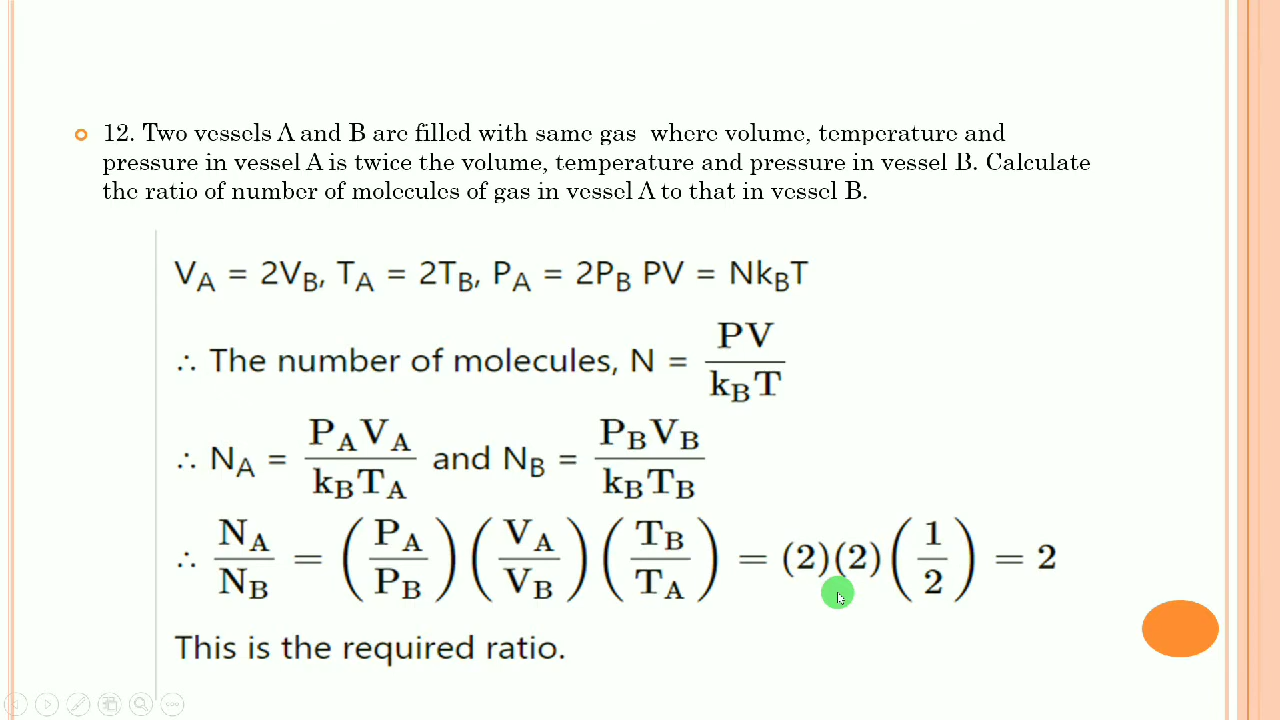 12. Two vessels A and B are filled with same gas where volume, temperature and
pressure in vessel A is twice the volume, temperature and pressure in vessel B. Calculate
the ratio of number of molecules of gas in vessel A to that in vessel B.
V_A = 2V_B, T_A = 2T_B, P_A = 2P_B PV = Nk_BT
∴ The number of molecules, N = PV / k_BT
∴ N_A = P_AV_A / k_BT_A and N_B = P_BV_B / k_BT_B
∴ N_A / N_B = (P_A / P_B) (V_A / V_B) (T_B / T_A) = (2)(2) (1 / 2) = 2
This is the required ratio.